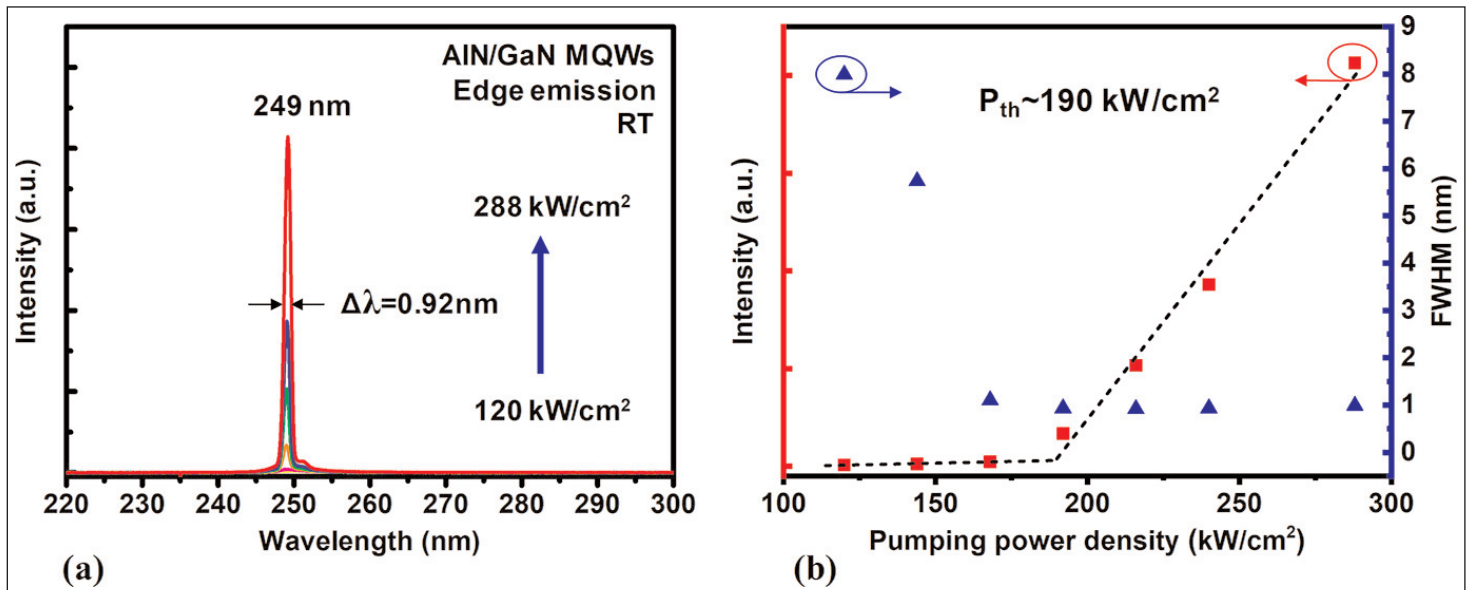 AlN/GaN MQWs
Edge emission
RT
249 nm
288 kW/cm²
Δλ=0.92nm
120 kW/cm²
Intensity (a.u.)
220 230 240 250 260 270 280 290 300
Wavelength (nm)
(a)
Pth~190 kW/cm²
Intensity (a.u.)
9
8
7
6
5
4
3
2
1
0
FWHM (nm)
100 150 200 250 300
Pumping power density (kW/cm²)
(b)